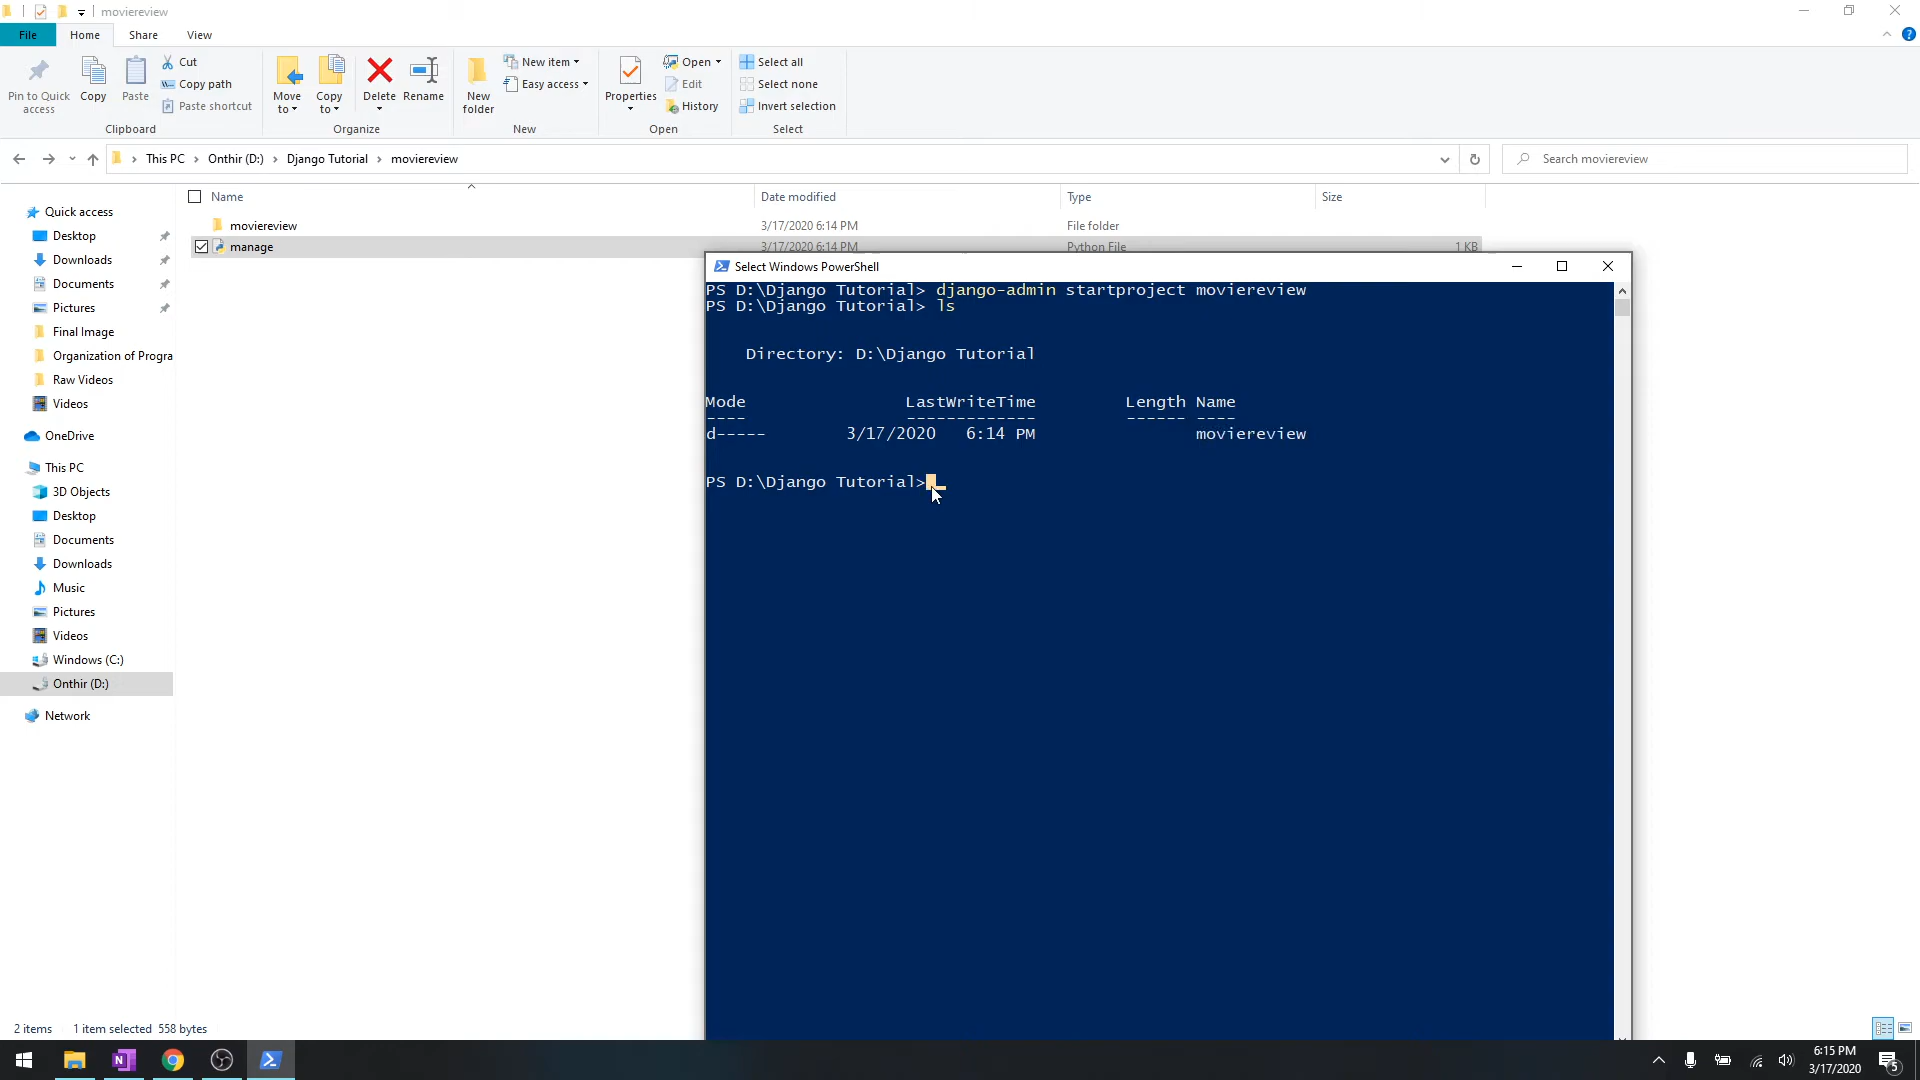 moviereview
File
Home
Share
View
Pin to Quick access
Copy
Paste
Cut
Copy path
Paste shortcut
Clipboard
Move to
Copy to
Delete
Rename
Organize
New folder
New item
Easy access
New
Properties
Open
Edit
History
Open
Select all
Select none
Invert selection
Select
This PC › Onthir (D:) › Django Tutorial › moviereview
Search moviereview
Name
Date modified
Type
Size
moviereview 3/17/2020 6:14 PM File folder
manage 3/17/2020 6:14 PM Python File 1 KB
Quick access
Desktop
Downloads
Documents
Pictures
Final Image
Organization of Progra
Raw Videos
Videos
OneDrive
This PC
3D Objects
Desktop
Documents
Downloads
Music
Pictures
Videos
Windows (C:)
Onthir (D:)
Network
Select Windows PowerShell
PS D:\Django Tutorial> django-admin startproject moviereview
PS D:\Django Tutorial> ls
Directory: D:\Django Tutorial
Mode LastWriteTime Length Name
---- ------------- ------ ----
d----- 3/17/2020 6:14 PM moviereview
PS D:\Django Tutorial>
2 items 1 item selected 558 bytes
6:15 PM
3/17/2020
5